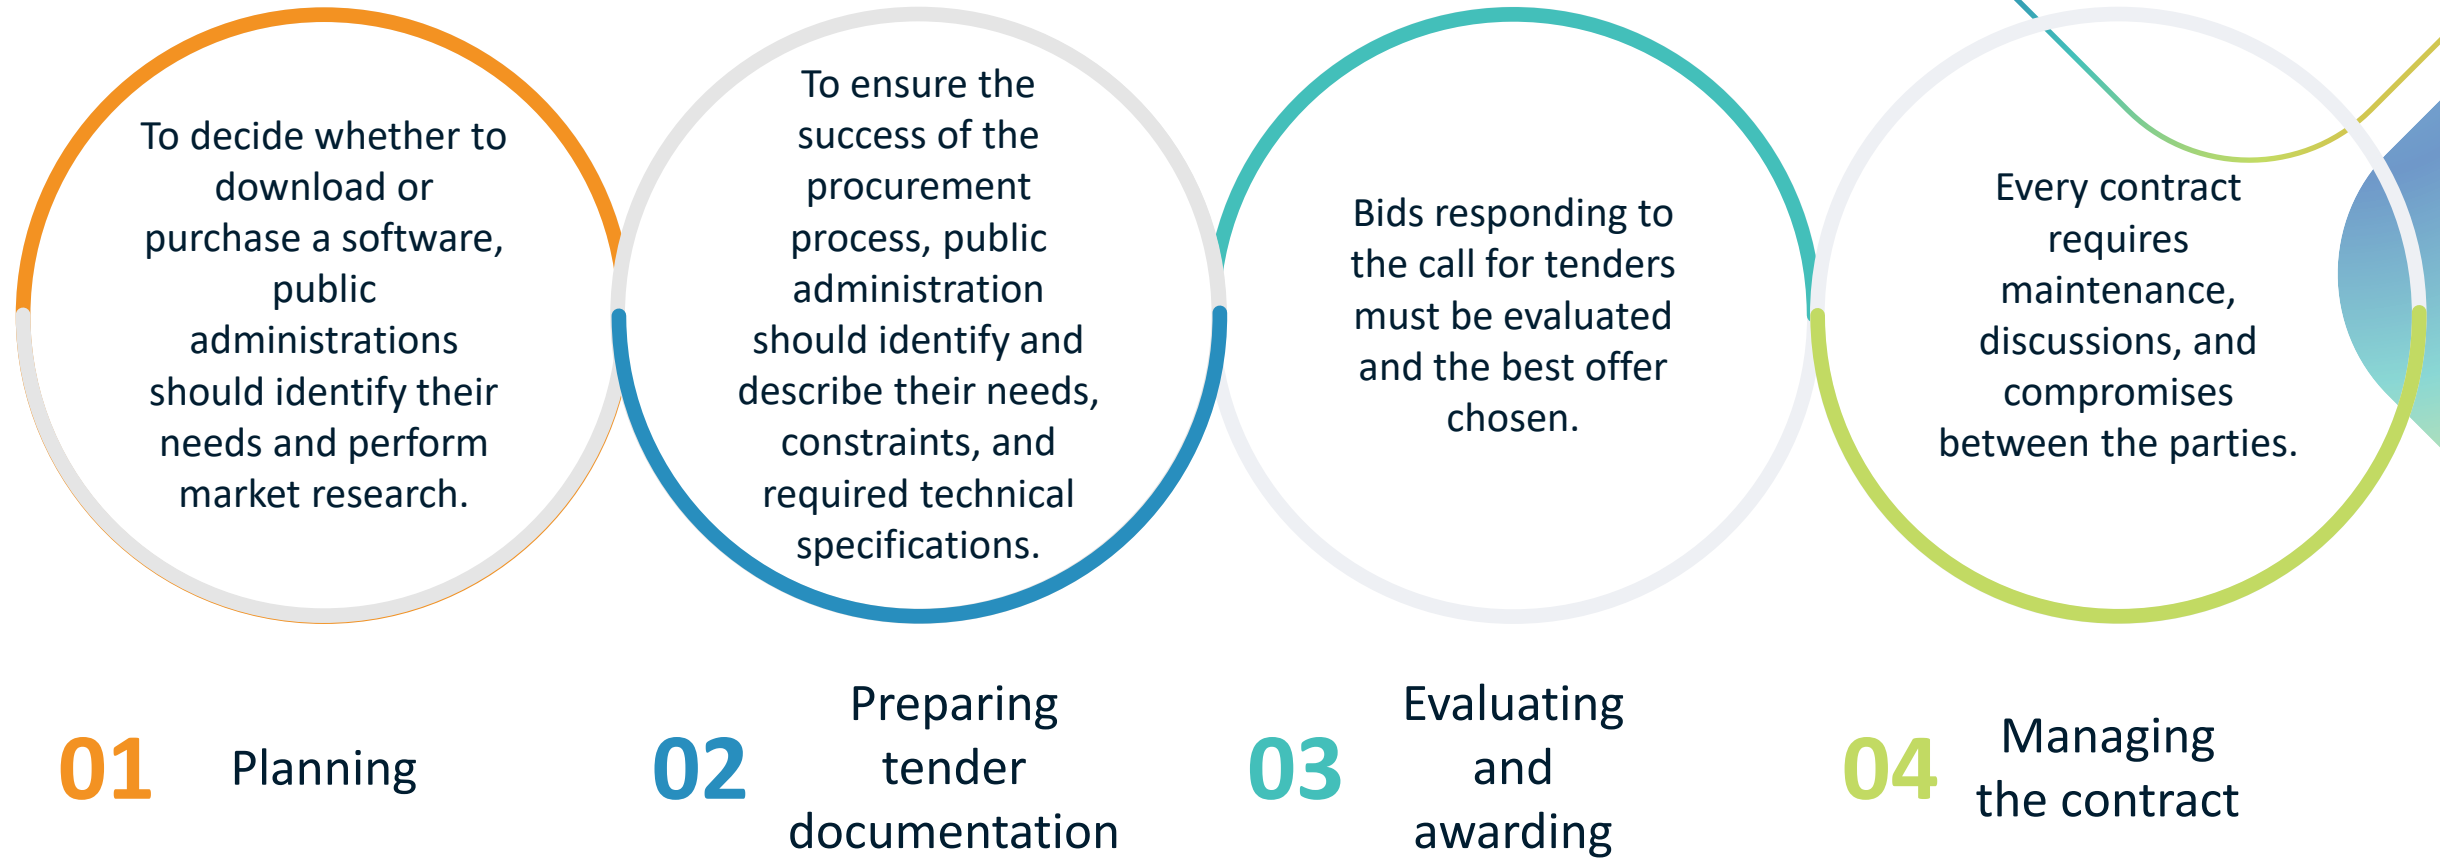 To decide whether to
download or
purchase a software,
public
administrations
should identify their
needs and perform
market research.
To ensure the
success of the
procurement
process, public
administration
should identify and
describe their needs,
constraints, and
required technical
specifications.
Bids responding to
the call for tenders
must be evaluated
and the best offer
chosen.
Every contract
requires
maintenance,
discussions, and
compromises
between the parties.
01
Planning
02
Preparing
tender
documentation
03
Evaluating
and
awarding
04
Managing
the contract